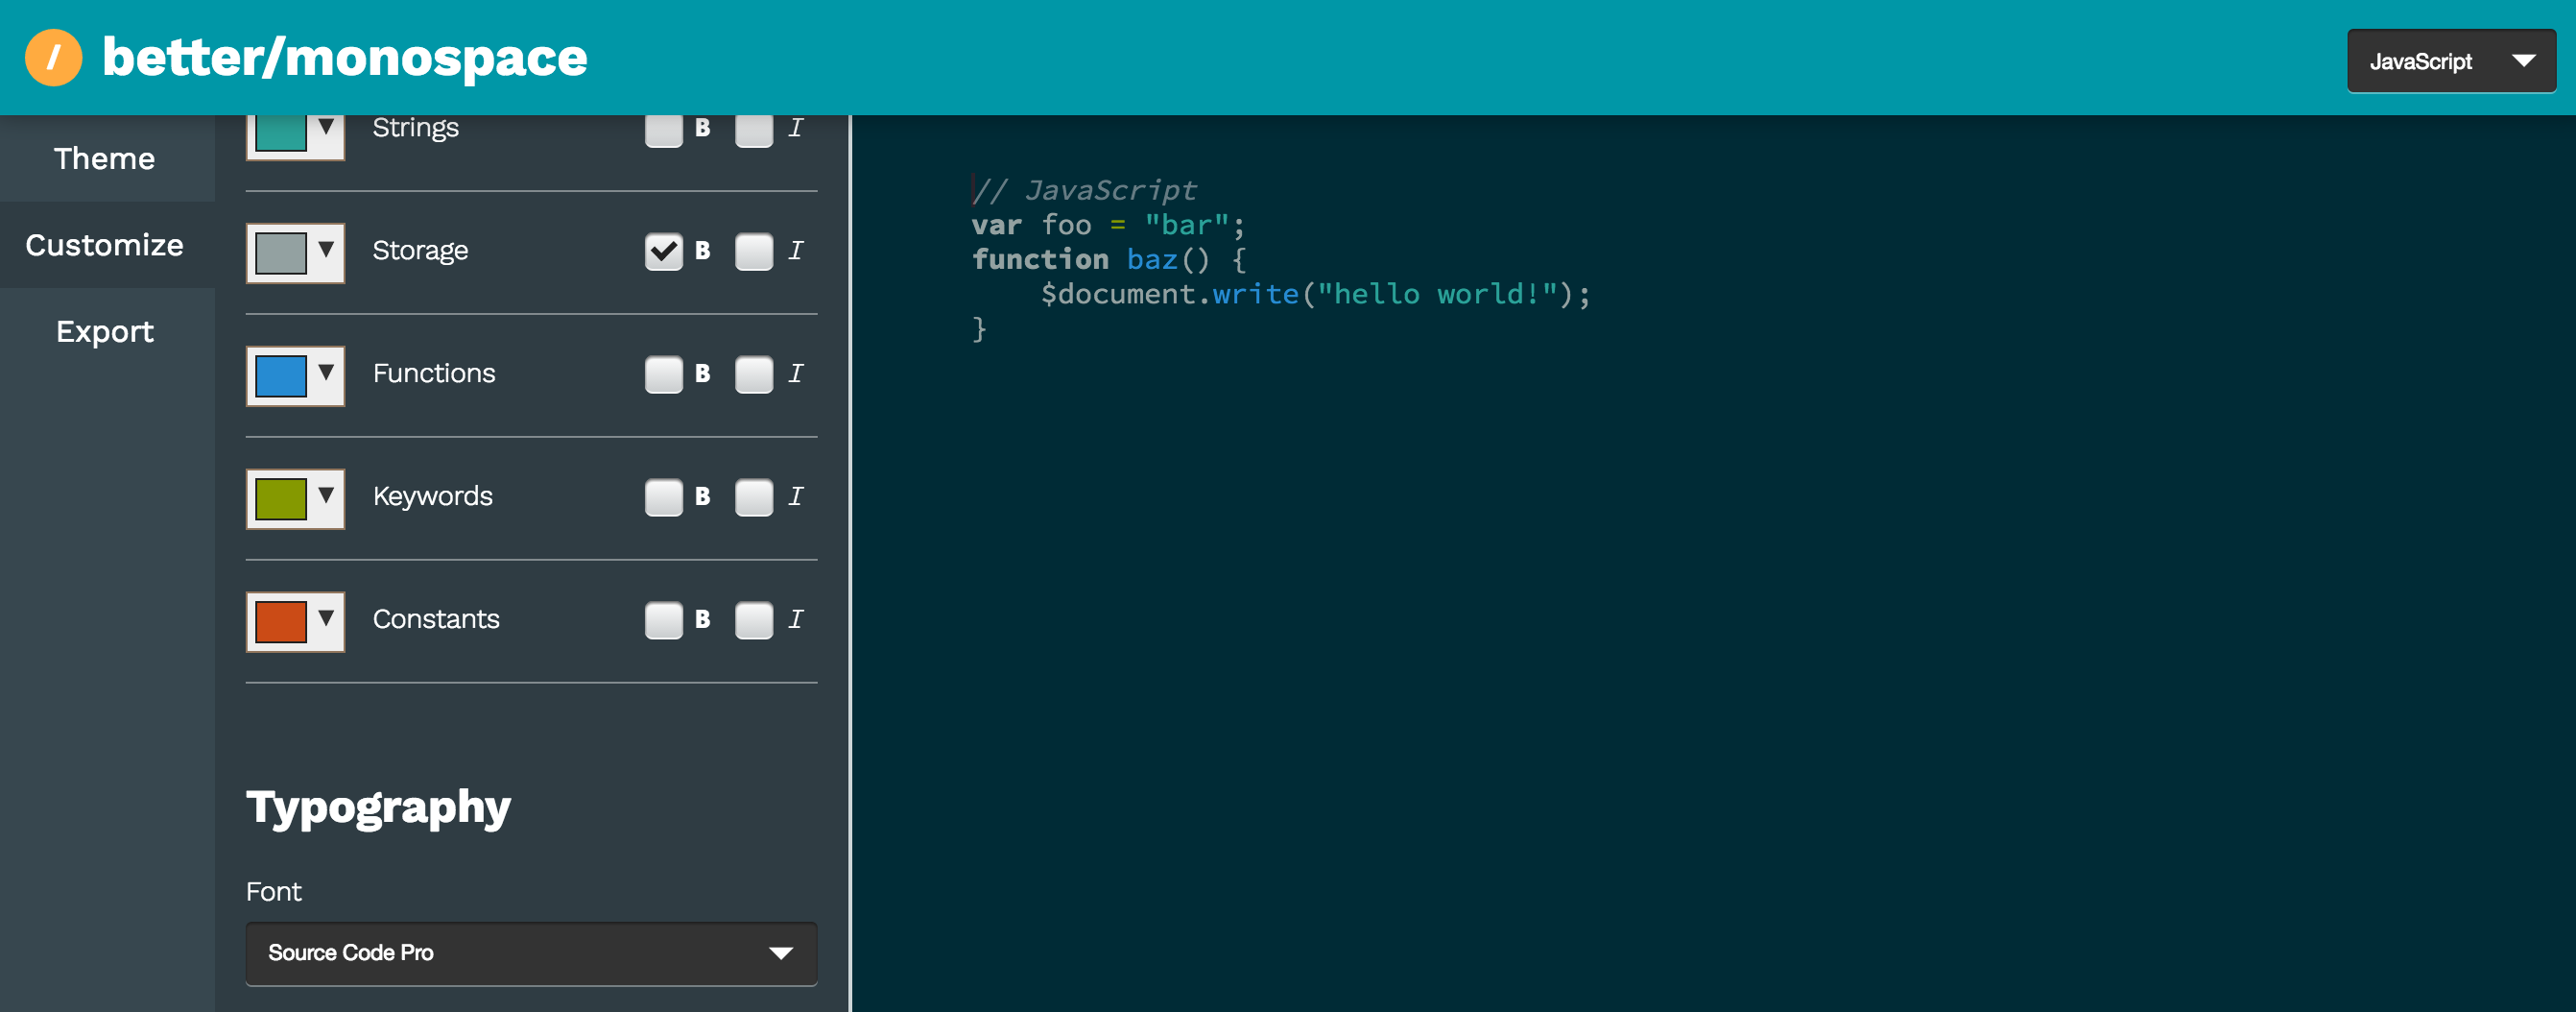 / better/monospace
JavaScript
Theme
Customize
Export
Strings B I
Storage B I
Functions B I
Keywords B I
Constants B I
Typography
Font
Source Code Pro
// JavaScript
var foo = "bar";
function baz() {
    $document.write("hello world!");
}